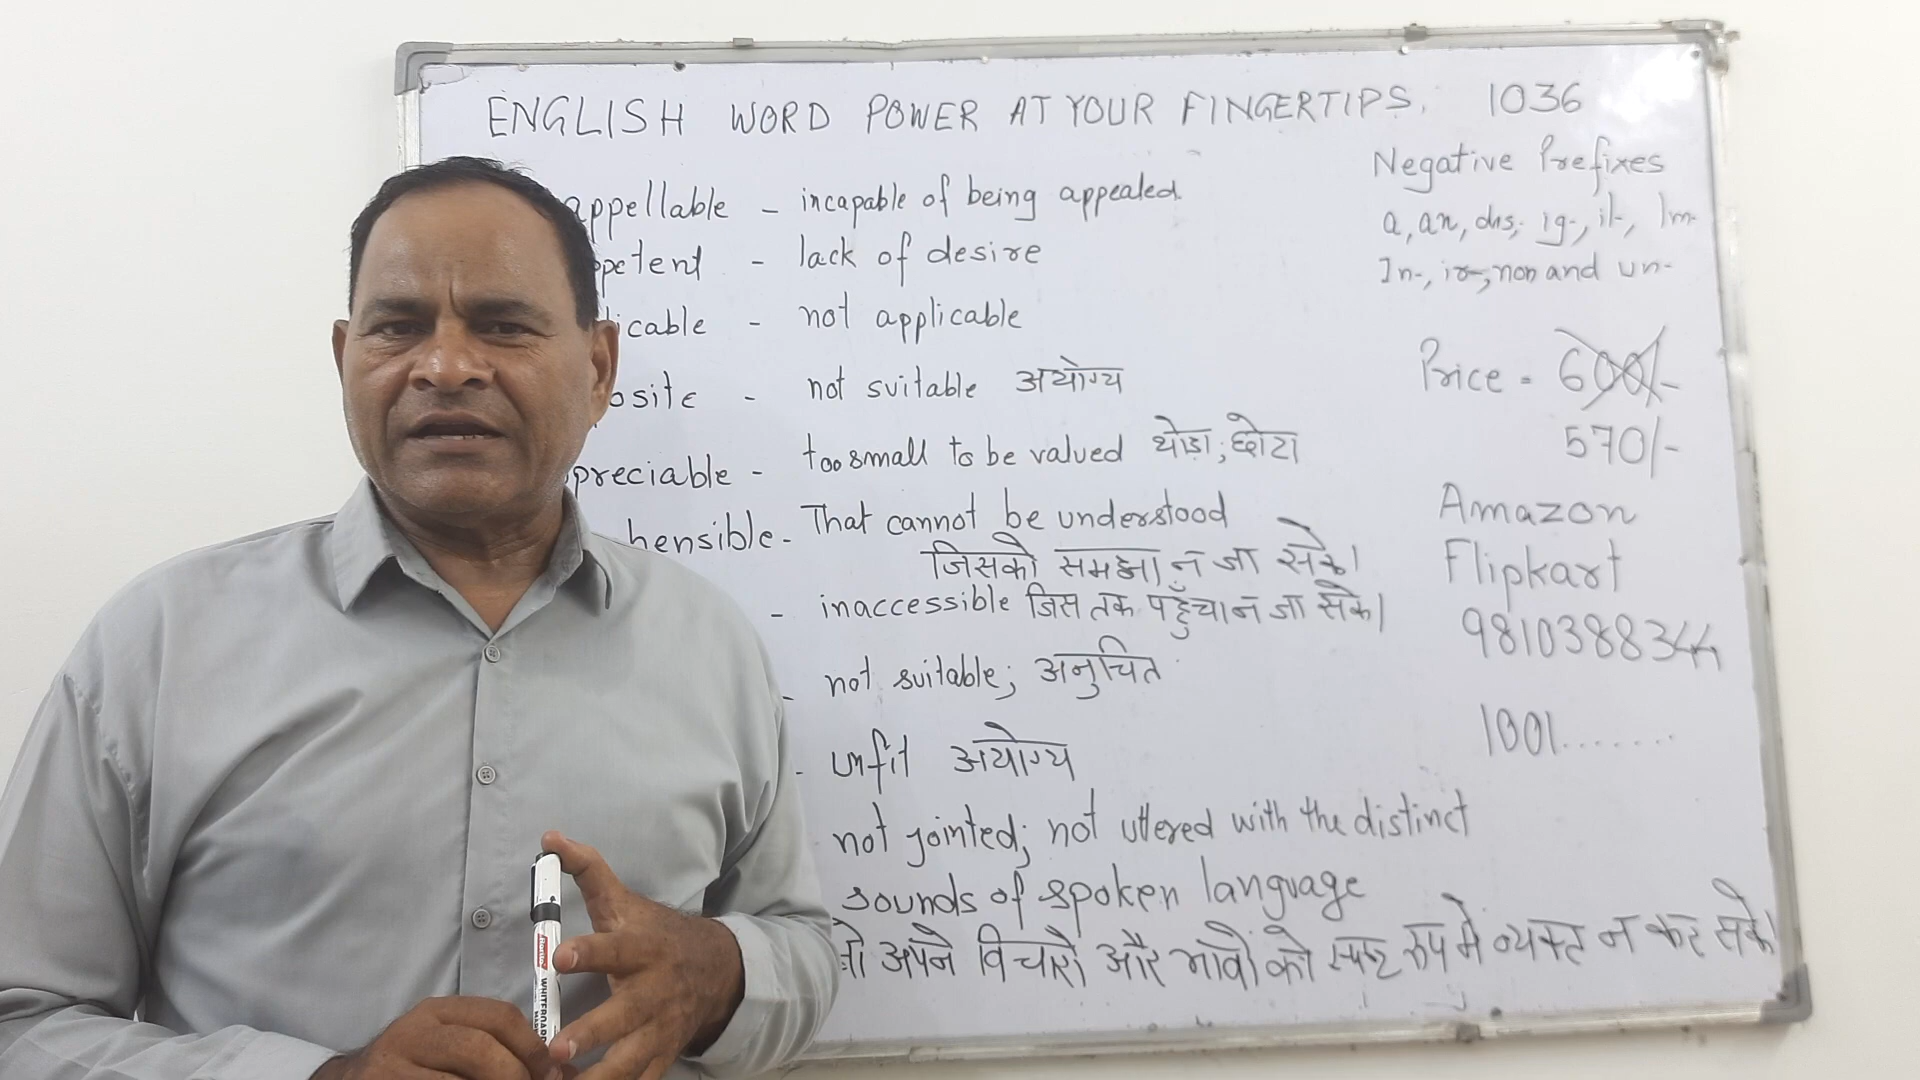 ENGLISH WORD POWER AT YOUR FINGERTIPS. 1036
appellable - incapable of being appealed.
petent - lack of desire
licable - not applicable
osite - not suitable अयोग्य
preciable - too small to be valued थोड़ा; छोटा
hensible - That cannot be understood
जिसको समझा न जा सके।
- inaccessible जिस तक पहुँचा न जा सके।
- not suitable; अनुचित
- unfit अयोग्य
not jointed; not uttered with the distinct
sounds of spoken language
जो अपने विचारों और भावों को स्पष्ट रूप में व्यक्त न कर सके।
Negative Prefixes
a, an, dis-, ig-, il-, Im-
In-, ir-, non and un-
Price = 600/-
570/-
Amazon
Flipkart
9810388344
1001.......
WHITEBOARD